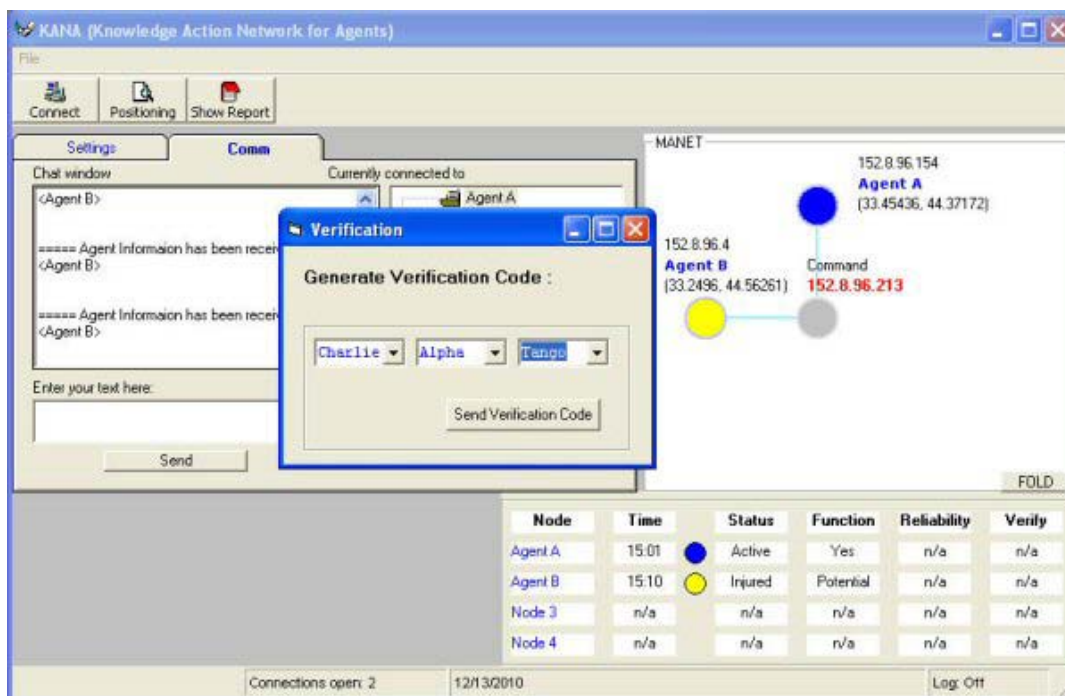 KANA (Knowledge Action Network for Agents)
File
Connect Positioning Show Report
Settings Comm
Chat window
<Agent B>
===== Agent Informaion has been recei
<Agent B>
===== Agent Informaion has been recei
<Agent B>
Enter your text here:
Send
Currently connected to
Agent A
Verification
Generate Verification Code :
Charlie Alpha Tango
Send Verification Code
MANET
152.8.96.154
Agent A
(33.45436, 44.37172)
152.8.96.4
Agent B
(33.2496, 44.56261)
Command
152.8.96.213
FOLD
Node Time Status Function Reliability Verify
Agent A 15:01 Active Yes n/a n/a
Agent B 15:10 Injured Potential n/a n/a
Node 3 n/a n/a n/a n/a n/a
Node 4 n/a n/a n/a n/a n/a
Connections open: 2 12/13/2010 Log: Off